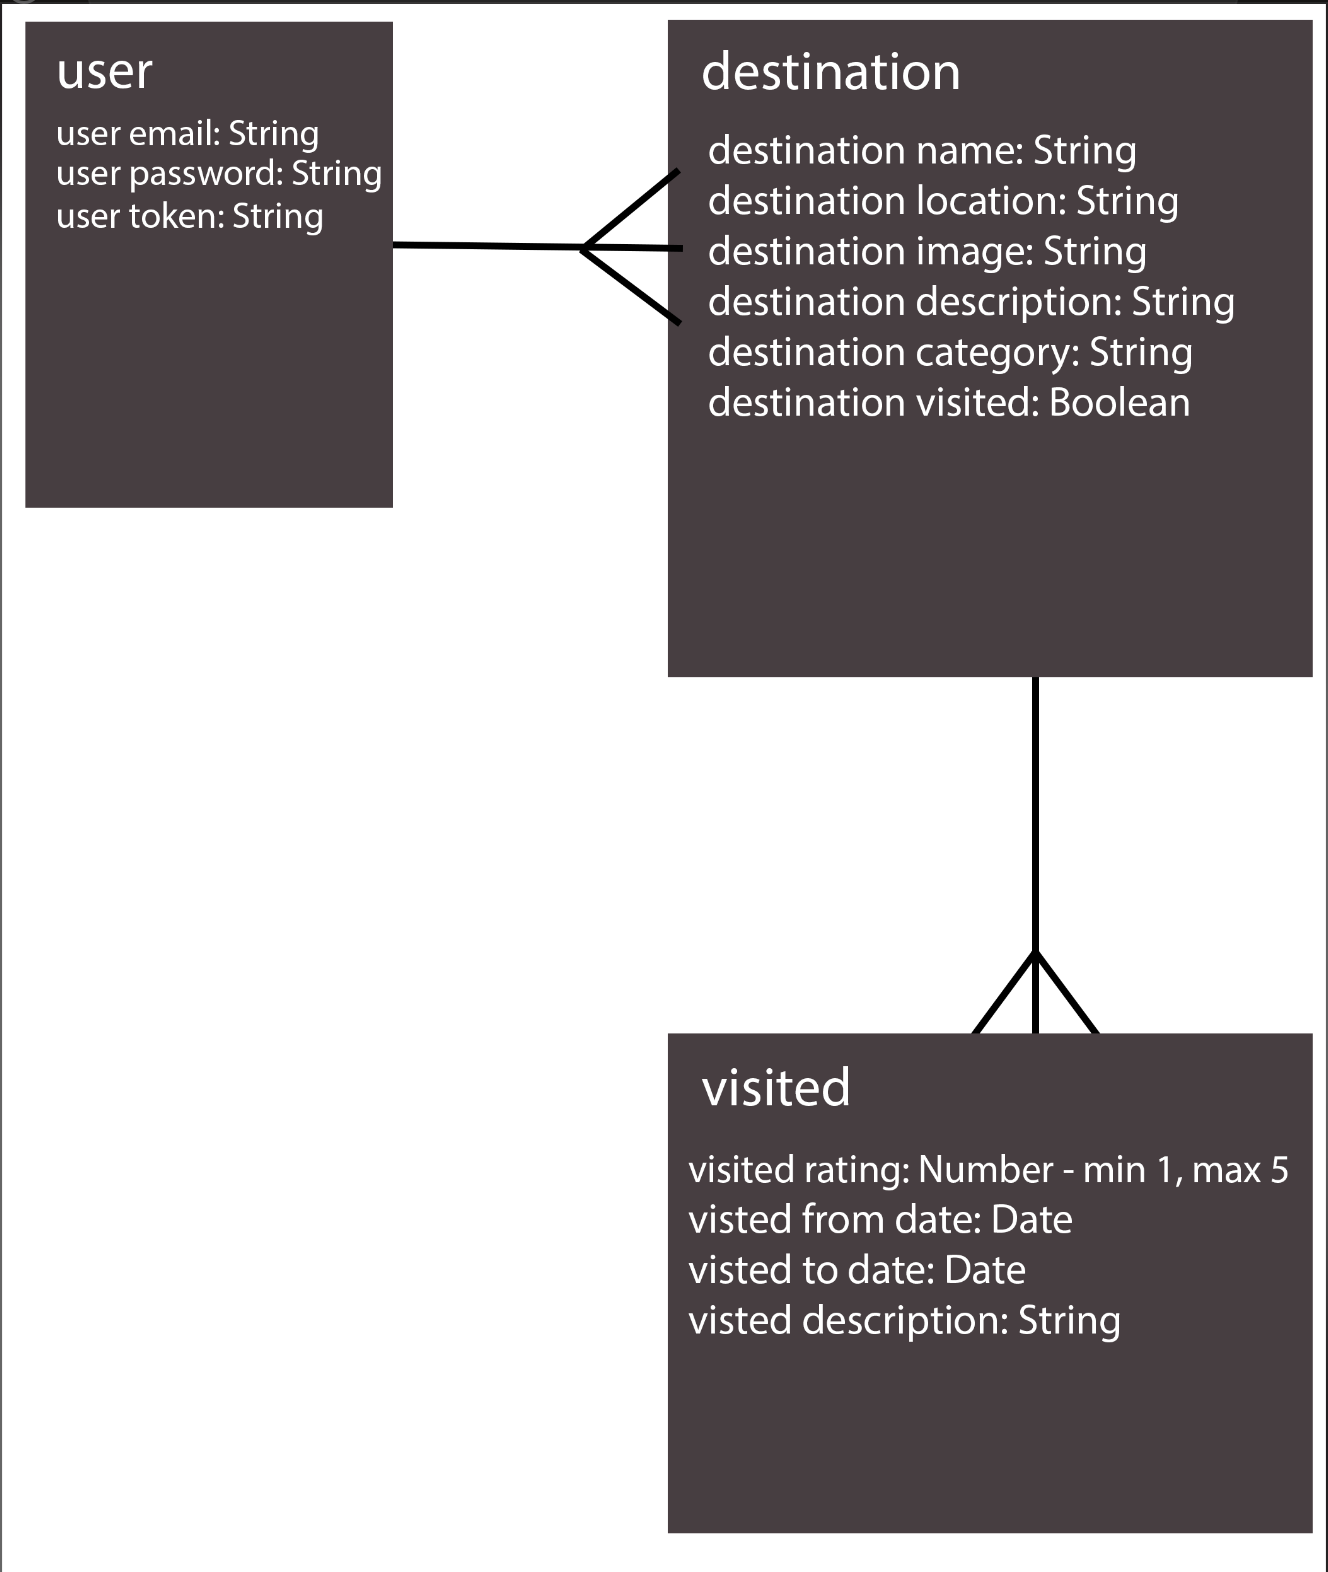 user
user email: String
user password: String
user token: String
destination
destination name: String
destination location: String
destination image: String
destination description: String
destination category: String
destination visited: Boolean
visited
visited rating: Number - min 1, max 5
visted from date: Date
visted to date: Date
visted description: String